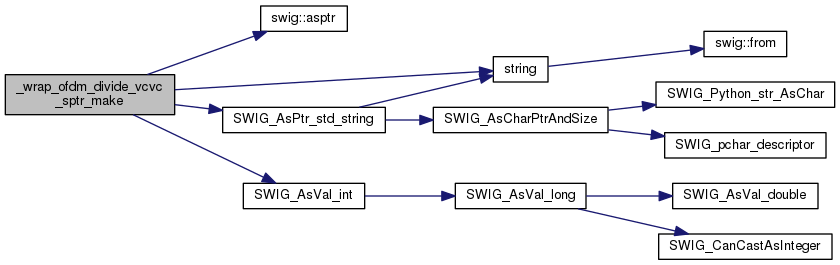 swig::asptr
swig::from
string
_wrap_ofdm_divide_vcvc
_sptr_make
SWIG_Python_str_AsChar
SWIG_AsPtr_std_string
SWIG_AsCharPtrAndSize
SWIG_pchar_descriptor
SWIG_AsVal_int
SWIG_AsVal_long
SWIG_AsVal_double
SWIG_CanCastAsInteger